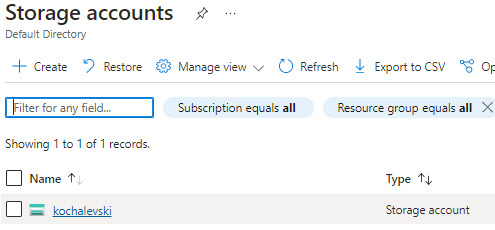 Storage accounts
Default Directory
+ Create Restore Manage view Refresh Export to CSV
Filter for any field... Subscription equals all Resource group equals all
Showing 1 to 1 of 1 records.
Name ↑ Type ↑↓
kochalevski Storage account